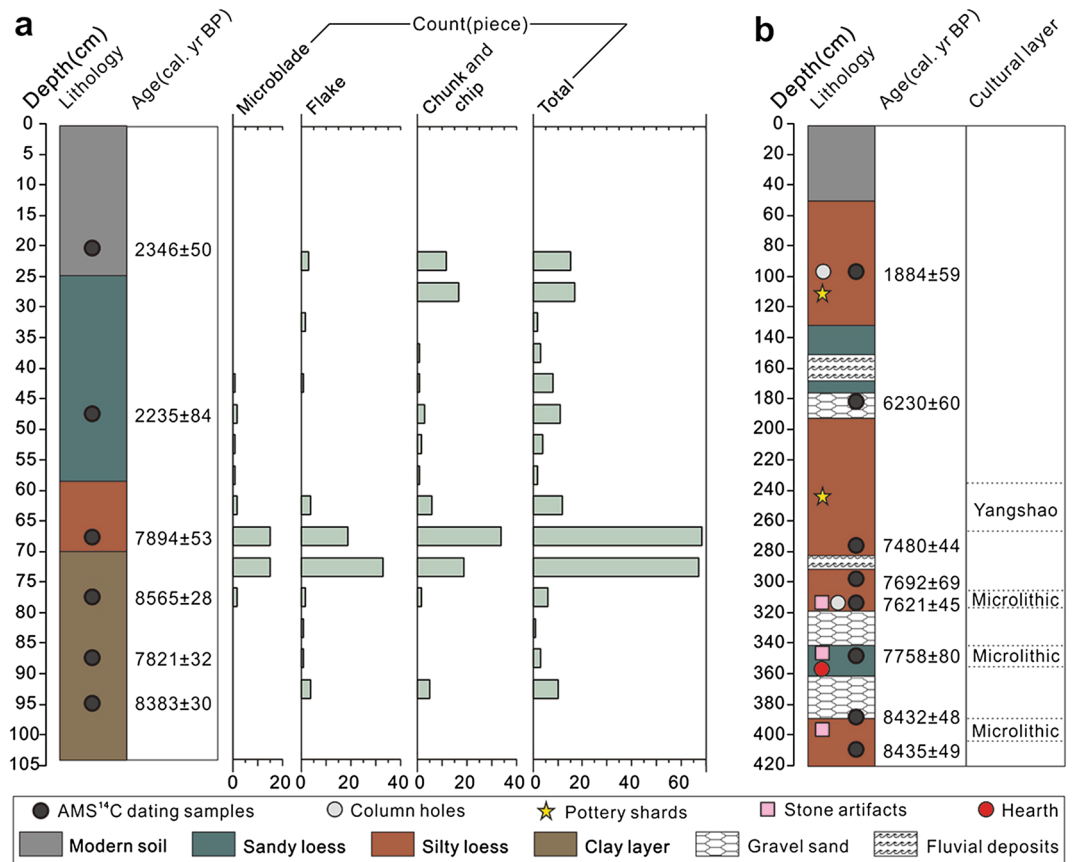 a
Count(piece)
b
Depth(cm)
Lithology
Age(cal. yr BP)
Microblade
Flake
Chunk and
chip
Total
Depth(cm)
Lithology
Age(cal. yr BP)
Cultural layer
0
5
10
15
20
25
30
35
40
45
50
55
60
65
70
75
80
85
90
95
100
105
2346±50
2235±84
7894±53
8565±28
7821±32
8383±30
0 20
0 20 40
0 20 40
0 20 40 60
0
20
40
60
80
100
120
140
160
180
200
220
240
260
280
300
320
340
360
380
400
420
1884±59
6230±60
7480±44
7692±69
7621±45
7758±80
8432±48
8435±49
Yangshao
Microlithic
Microlithic
Microlithic
AMS¹⁴C dating samples
Column holes
Pottery shards
Stone artifacts
Hearth
Modern soil
Sandy loess
Silty loess
Clay layer
Gravel sand
Fluvial deposits